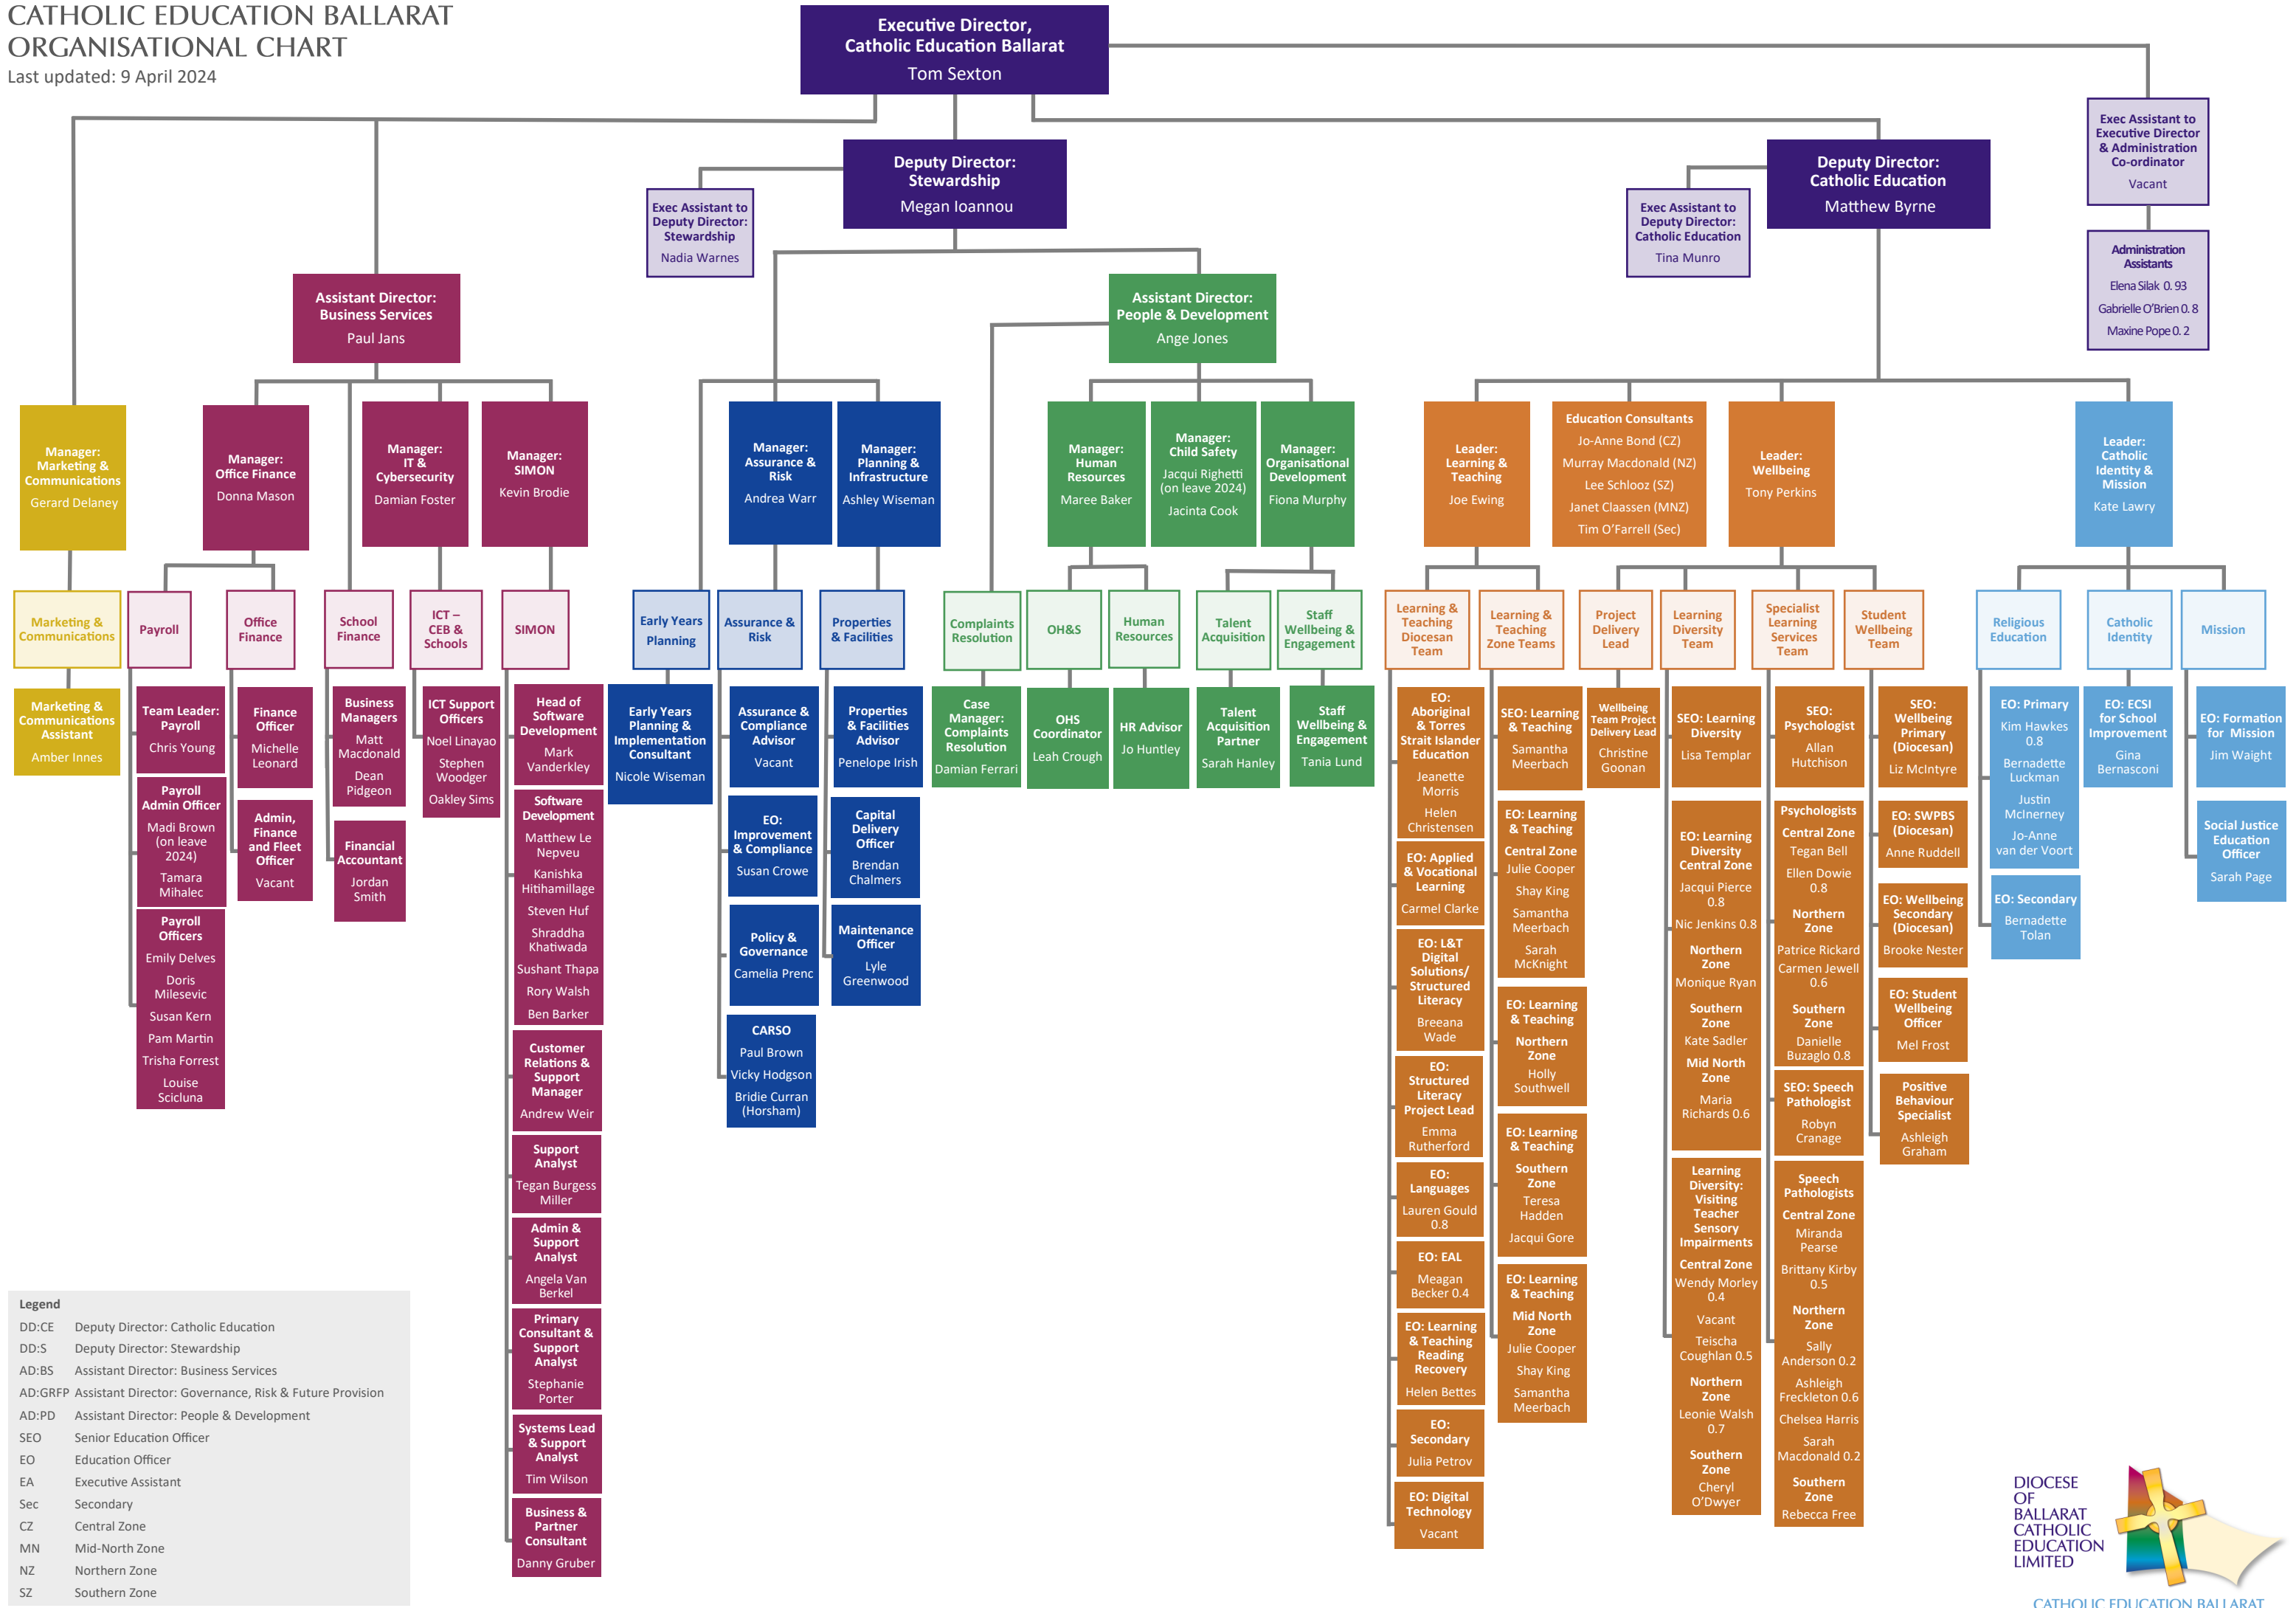 CATHOLIC EDUCATION BALLARAT
ORGANISATIONAL CHART
Last updated: 9 April 2024
Executive Director,
Catholic Education Ballarat
Tom Sexton
Exec Assistant to
Executive Director
& Administration
Co-ordinator
Vacant
Administration
Assistants
Elena Silak 0. 93
Gabrielle O’Brien 0. 8
Maxine Pope 0. 2
Deputy Director:
Stewardship
Megan Ioannou
Exec Assistant to
Deputy Director:
Stewardship
Nadia Warnes
Deputy Director:
Catholic Education
Matthew Byrne
Exec Assistant to
Deputy Director:
Catholic Education
Tina Munro
Assistant Director:
Business Services
Paul Jans
Assistant Director:
People & Development
Ange Jones
Manager:
Marketing &
Communications
Gerard Delaney
Manager:
Office Finance
Donna Mason
Manager:
IT &
Cybersecurity
Damian Foster
Manager:
SIMON
Kevin Brodie
Manager:
Assurance &
Risk
Andrea Warr
Manager:
Planning &
Infrastructure
Ashley Wiseman
Manager:
Human
Resources
Maree Baker
Manager:
Child Safety
Jacqui Righetti
(on leave 2024)
Jacinta Cook
Manager:
Organisational
Development
Fiona Murphy
Leader:
Learning &
Teaching
Joe Ewing
Education Consultants
Jo-Anne Bond (CZ)
Murray Macdonald (NZ)
Lee Schlooz (SZ)
Janet Claassen (MNZ)
Tim O’Farrell (Sec)
Leader:
Wellbeing
Tony Perkins
Leader:
Catholic
Identity &
Mission
Kate Lawry
Marketing &
Communications
Payroll
Office
Finance
School
Finance
ICT –
CEB &
Schools
SIMON
Early Years
Planning
Assurance &
Risk
Properties
& Facilities
Complaints
Resolution
OH&S
Human
Resources
Talent
Acquisition
Staff
Wellbeing &
Engagement
Learning &
Teaching
Diocesan
Team
Learning &
Teaching
Zone Teams
Project
Delivery
Lead
Learning
Diversity
Team
Specialist
Learning
Services
Team
Student
Wellbeing
Team
Religious
Education
Catholic
Identity
Mission
Marketing &
Communications
Assistant
Amber Innes
Team Leader:
Payroll
Chris Young
Payroll
Admin Officer
Madi Brown
(on leave
2024)
Tamara
Mihalec
Payroll
Officers
Emily Delves
Doris
Milesevic
Susan Kern
Pam Martin
Trisha Forrest
Louise
Scicluna
Finance
Officer
Michelle
Leonard
Admin,
Finance
and Fleet
Officer
Vacant
Business
Managers
Matt
Macdonald
Dean
Pidgeon
Financial
Accountant
Jordan
Smith
ICT Support
Officers
Noel Linayao
Stephen
Woodger
Oakley Sims
Head of
Software
Development
Mark
Vanderkley
Software
Development
Matthew Le
Nepveu
Kanishka
Hitihamillage
Steven Huf
Shraddha
Khatiwada
Sushant Thapa
Rory Walsh
Ben Barker
Customer
Relations &
Support
Manager
Andrew Weir
Support
Analyst
Tegan Burgess
Miller
Admin &
Support
Analyst
Angela Van
Berkel
Primary
Consultant &
Support
Analyst
Stephanie
Porter
Systems Lead
& Support
Analyst
Tim Wilson
Business &
Partner
Consultant
Danny Gruber
Early Years
Planning &
Implementation
Consultant
Nicole Wiseman
Assurance &
Compliance
Advisor
Vacant
EO:
Improvement
& Compliance
Susan Crowe
Policy &
Governance
Camelia Prenc
CARSO
Paul Brown
Vicky Hodgson
Bridie Curran
(Horsham)
Properties
& Facilities
Advisor
Penelope Irish
Capital
Delivery
Officer
Brendan
Chalmers
Maintenance
Officer
Lyle
Greenwood
Case
Manager:
Complaints
Resolution
Damian Ferrari
OHS
Coordinator
Leah Crough
HR Advisor
Jo Huntley
Talent
Acquisition
Partner
Sarah Hanley
Staff
Wellbeing &
Engagement
Tania Lund
EO:
Aboriginal
& Torres
Strait Islander
Education
Jeanette
Morris
Helen
Christensen
EO: Applied
& Vocational
Learning
Carmel Clarke
EO: L&T
Digital
Solutions/
Structured
Literacy
Breeana
Wade
EO:
Structured
Literacy
Project Lead
Emma
Rutherford
EO:
Languages
Lauren Gould
0.8
EO: EAL
Meagan
Becker 0.4
EO: Learning
& Teaching
Reading
Recovery
Helen Bettes
EO:
Secondary
Julia Petrov
EO: Digital
Technology
Vacant
SEO: Learning
& Teaching
Samantha
Meerbach
EO: Learning
& Teaching
Central Zone
Julie Cooper
Shay King
Samantha
Meerbach
Sarah
McKnight
EO: Learning
& Teaching
Northern
Zone
Holly
Southwell
EO: Learning
& Teaching
Southern
Zone
Teresa
Hadden
Jacqui Gore
EO: Learning
& Teaching
Mid North
Zone
Julie Cooper
Shay King
Samantha
Meerbach
Wellbeing
Team Project
Delivery Lead
Christine
Goonan
SEO: Learning
Diversity
Lisa Templar
EO: Learning
Diversity
Central Zone
Jacqui Pierce
0.8
Nic Jenkins 0.8
Northern
Zone
Monique Ryan
Southern
Zone
Kate Sadler
Mid North
Zone
Maria
Richards 0.6
Learning
Diversity:
Visiting
Teacher
Sensory
Impairments
Central Zone
Wendy Morley
0.4
Vacant
Teischa
Coughlan 0.5
Northern
Zone
Leonie Walsh
0.7
Southern
Zone
Cheryl
O’Dwyer
SEO:
Psychologist
Allan
Hutchison
Psychologists
Central Zone
Tegan Bell
Ellen Dowie
0.8
Northern
Zone
Patrice Rickard
Carmen Jewell
0.6
Southern
Zone
Danielle
Buzaglo 0.8
SEO: Speech
Pathologist
Robyn
Cranage
Speech
Pathologists
Central Zone
Miranda
Pearse
Brittany Kirby
0.5
Northern
Zone
Sally
Anderson 0.2
Ashleigh
Freckleton 0.6
Chelsea Harris
Sarah
Macdonald 0.2
Southern
Zone
Rebecca Free
SEO:
Wellbeing
Primary
(Diocesan)
Liz McIntyre
EO: SWPBS
(Diocesan)
Anne Ruddell
EO: Wellbeing
Secondary
(Diocesan)
Brooke Nester
EO: Student
Wellbeing
Officer
Mel Frost
Positive
Behaviour
Specialist
Ashleigh
Graham
EO: Primary
Kim Hawkes
0.8
Bernadette
Luckman
Justin
McInerney
Jo-Anne
van der Voort
EO: Secondary
Bernadette
Tolan
EO: ECSI
for School
Improvement
Gina
Bernasconi
EO: Formation
for Mission
Jim Waight
Social Justice
Education
Officer
Sarah Page
Legend
DD:CE Deputy Director: Catholic Education
DD:S Deputy Director: Stewardship
AD:BS Assistant Director: Business Services
AD:GRFP Assistant Director: Governance, Risk & Future Provision
AD:PD Assistant Director: People & Development
SEO Senior Education Officer
EO Education Officer
EA Executive Assistant
Sec Secondary
CZ Central Zone
MN Mid-North Zone
NZ Northern Zone
SZ Southern Zone
DIOCESE
OF
BALLARAT
CATHOLIC
EDUCATION
LIMITED
CATHOLIC EDUCATION BALLARAT